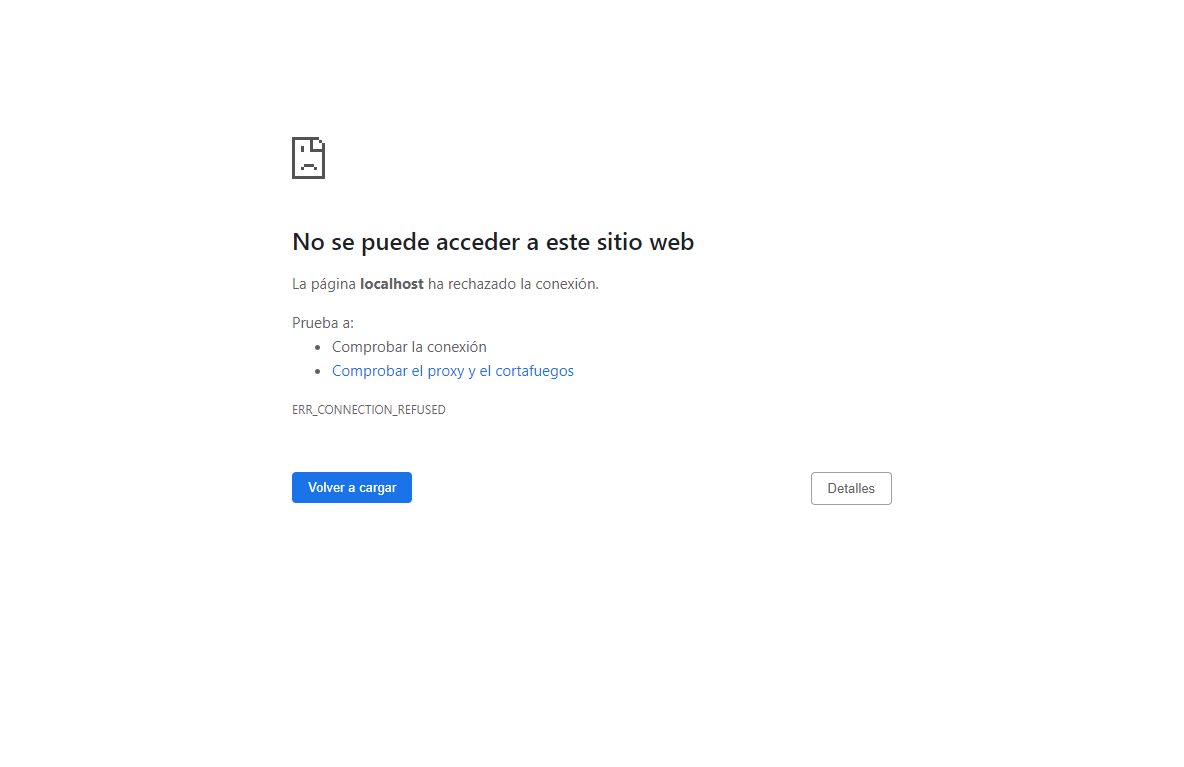 No se puede acceder a este sitio web
La página localhost ha rechazado la conexión.
Prueba a:
Comprobar la conexión
Comprobar el proxy y el cortafuegos
ERR_CONNECTION_REFUSED
Volver a cargar
Detalles